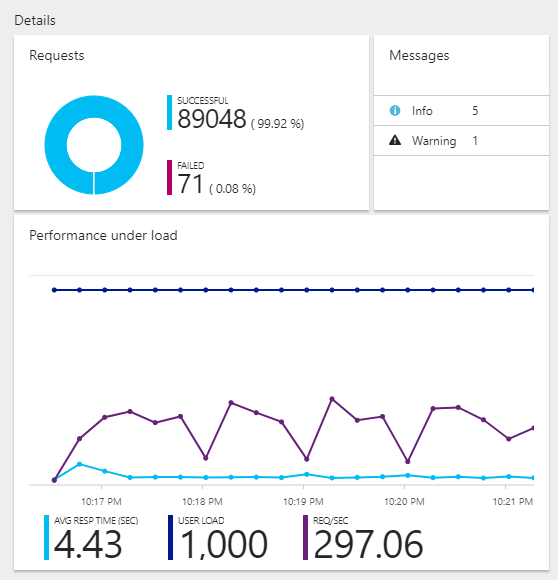 Details
Requests
SUCCESSFUL
89048 ( 99.92 %)
FAILED
71 ( 0.08 %)
Messages
Info 5
Warning 1
Performance under load
10:17 PM 10:18 PM 10:19 PM 10:20 PM 10:21 PM
AVG RESP TIME (SEC) USER LOAD REQ/SEC
4.43 1,000 297.06